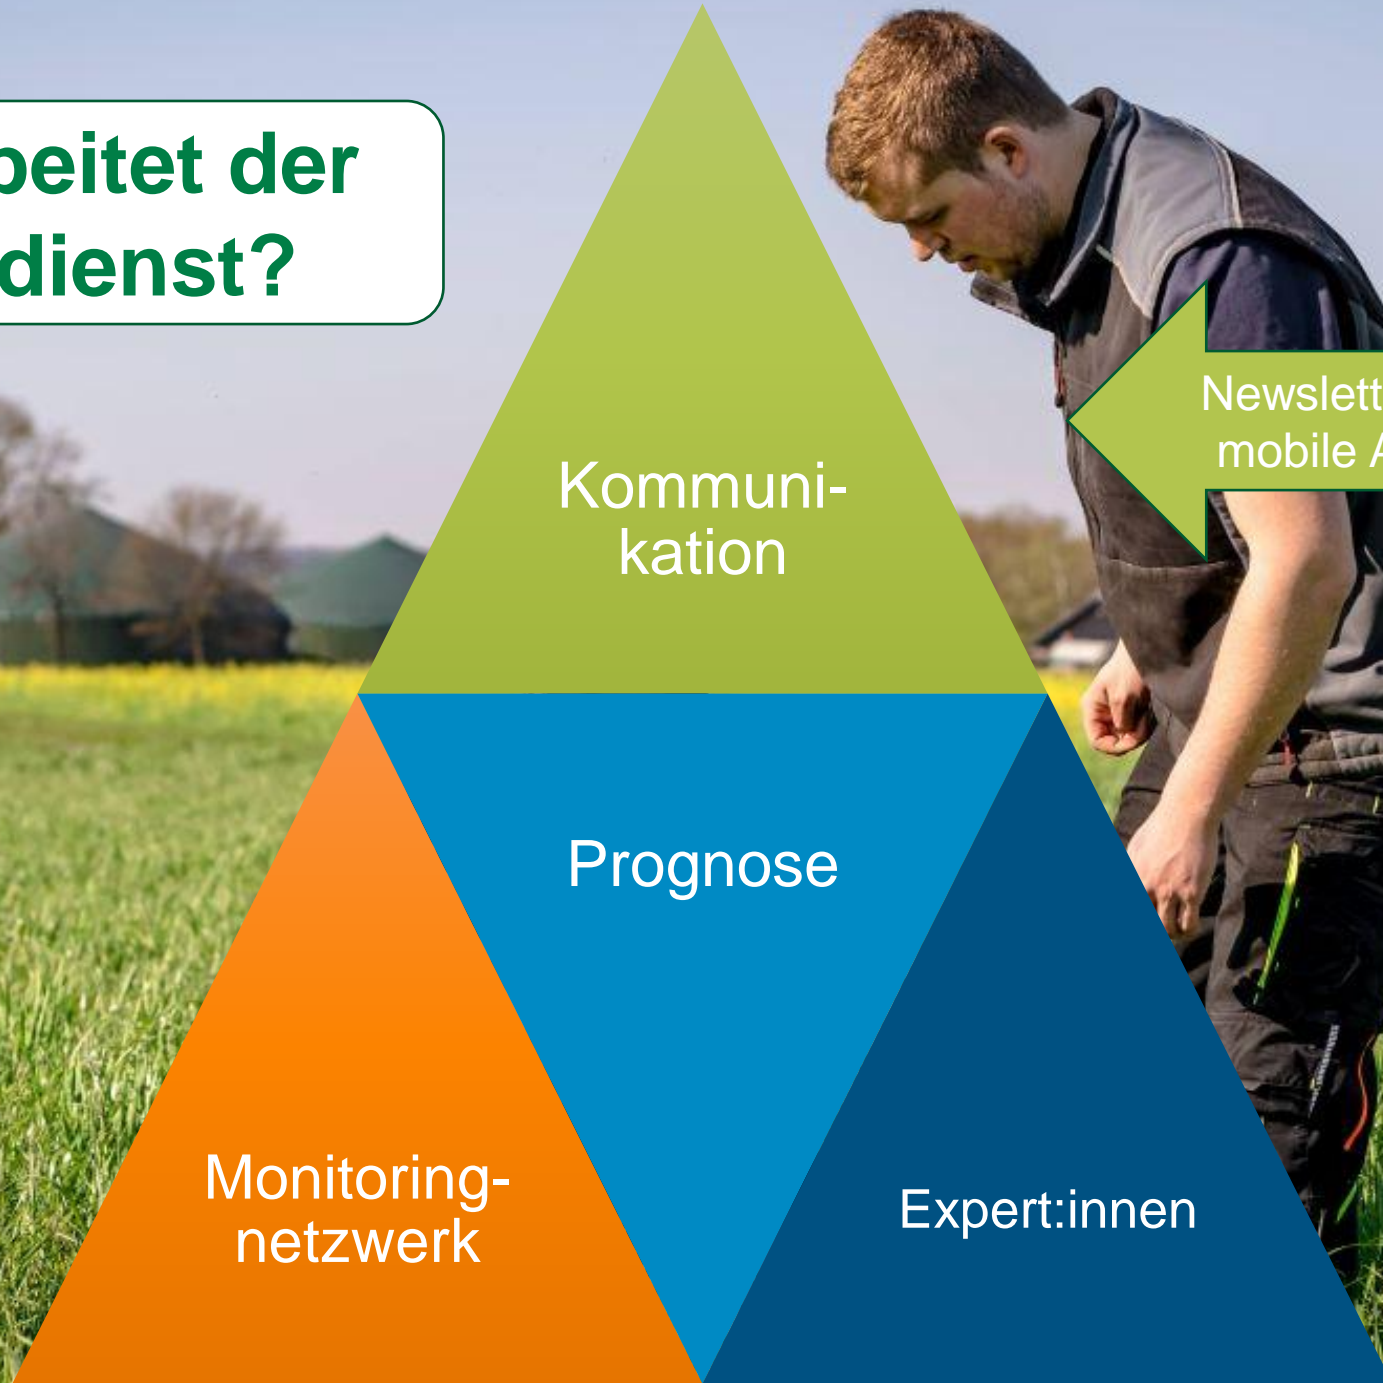 beitet der
dienst?
Kommuni-
kation
Newslett
mobile A
Prognose
Monitoring-
netzwerk
Expert:innen